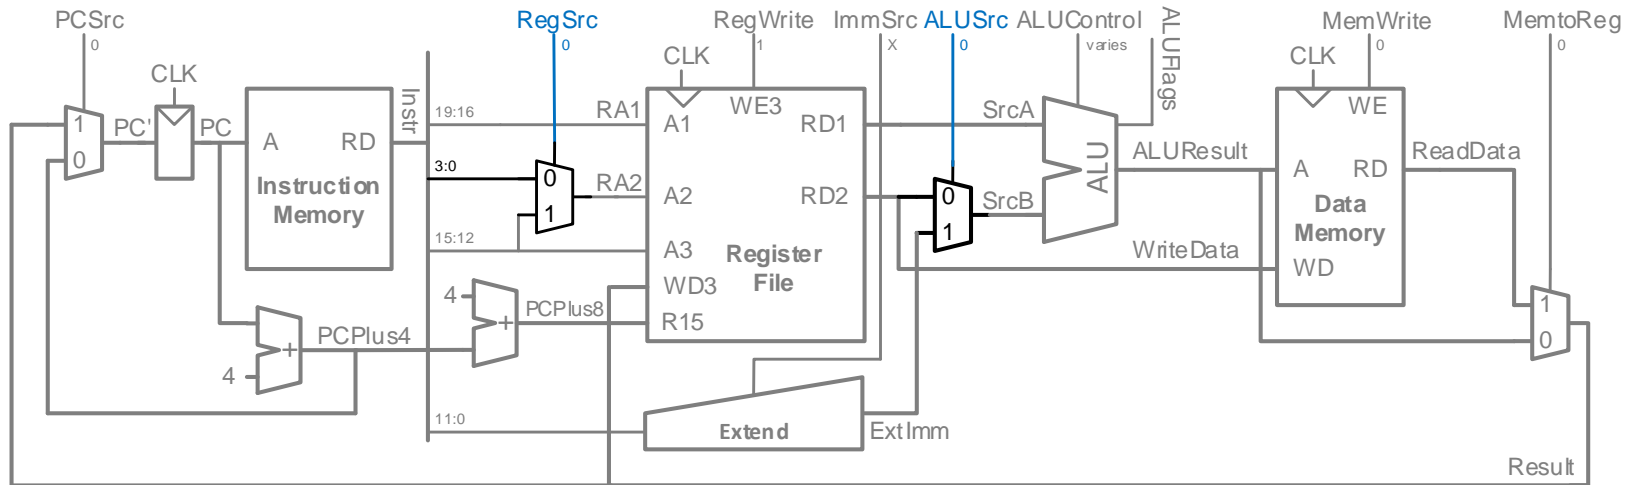 PCSrc
0
RegSrc
0
RegWrite
1
ImmSrc
X
ALUSrc
0
ALUControl
varies
ALUFlags
MemWrite
0
MemtoReg
0
CLK
CLK
CLK
1
0
PC'
PC
A
RD
Instruction
Memory
Instr
19:16
RA1
A1
WE3
RD1
SrcA
3:0
0
1
RA2
A2
RD2
0
1
SrcB
ALU
ALUResult
A
RD
WE
ReadData
Data
Memory
15:12
A3
Register
File
WriteData
WD
WD3
4
+
PCPlus8
R15
1
0
PCPlus4
4
+
11:0
Extend
ExtImm
Result